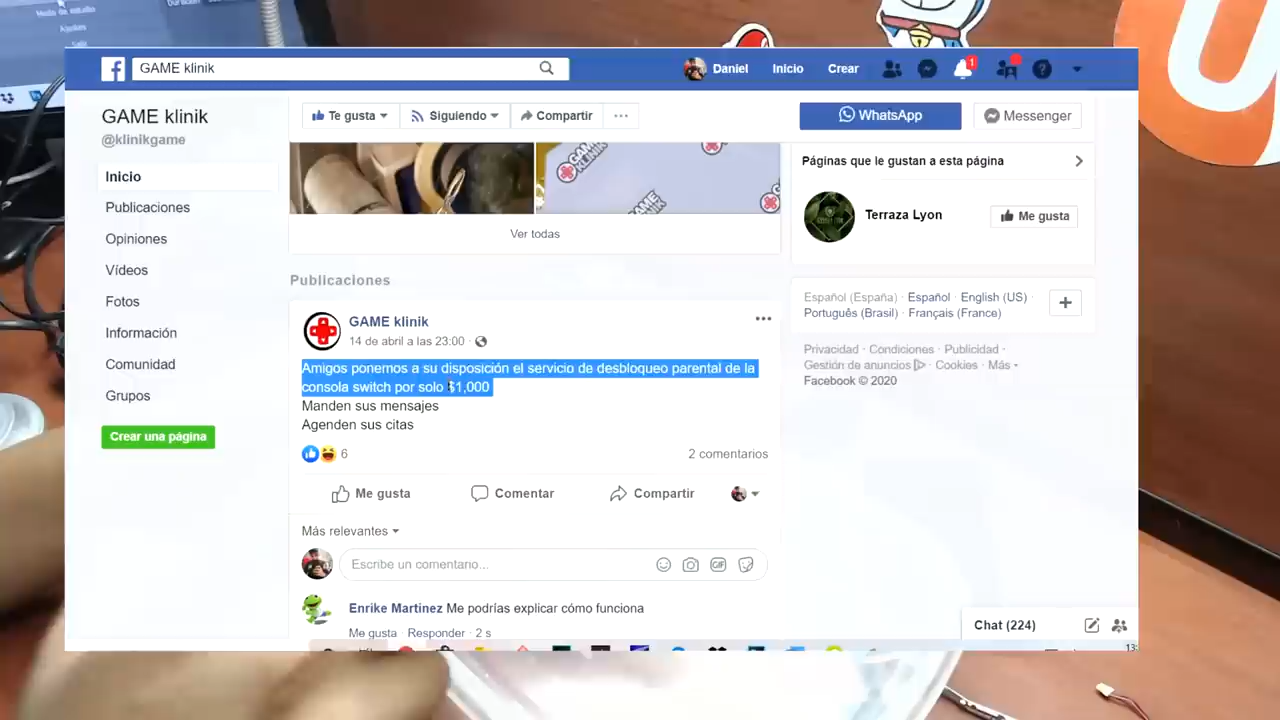 Ajustes
GAME klinik
Daniel
Inicio
Crear
1
GAME klinik
@klinikgame
Te gusta
Siguiendo
Compartir
WhatsApp
Messenger
Inicio
Publicaciones
Opiniones
Vídeos
Fotos
Información
Comunidad
Grupos
Crear una página
GAME
KLINIK
Ver todas
Páginas que le gustan a esta página
Terraza Lyon
Me gusta
Publicaciones
GAME klinik
14 de abril a las 23:00 ·
Amigos ponemos a su disposición el servicio de desbloqueo parental de la
consola switch por solo $1,000
Manden sus mensajes
Agenden sus citas
6
2 comentarios
Me gusta
Comentar
Compartir
Más relevantes
Escribe un comentario...
GIF
Enrike Martinez Me podrías explicar cómo funciona
Me gusta · Responder · 2 s
Español (España) · Español · English (US) ·
Português (Brasil) · Français (France)
Privacidad · Condiciones · Publicidad ·
Gestión de anuncios · Cookies · Más
Facebook © 2020
Chat (224)